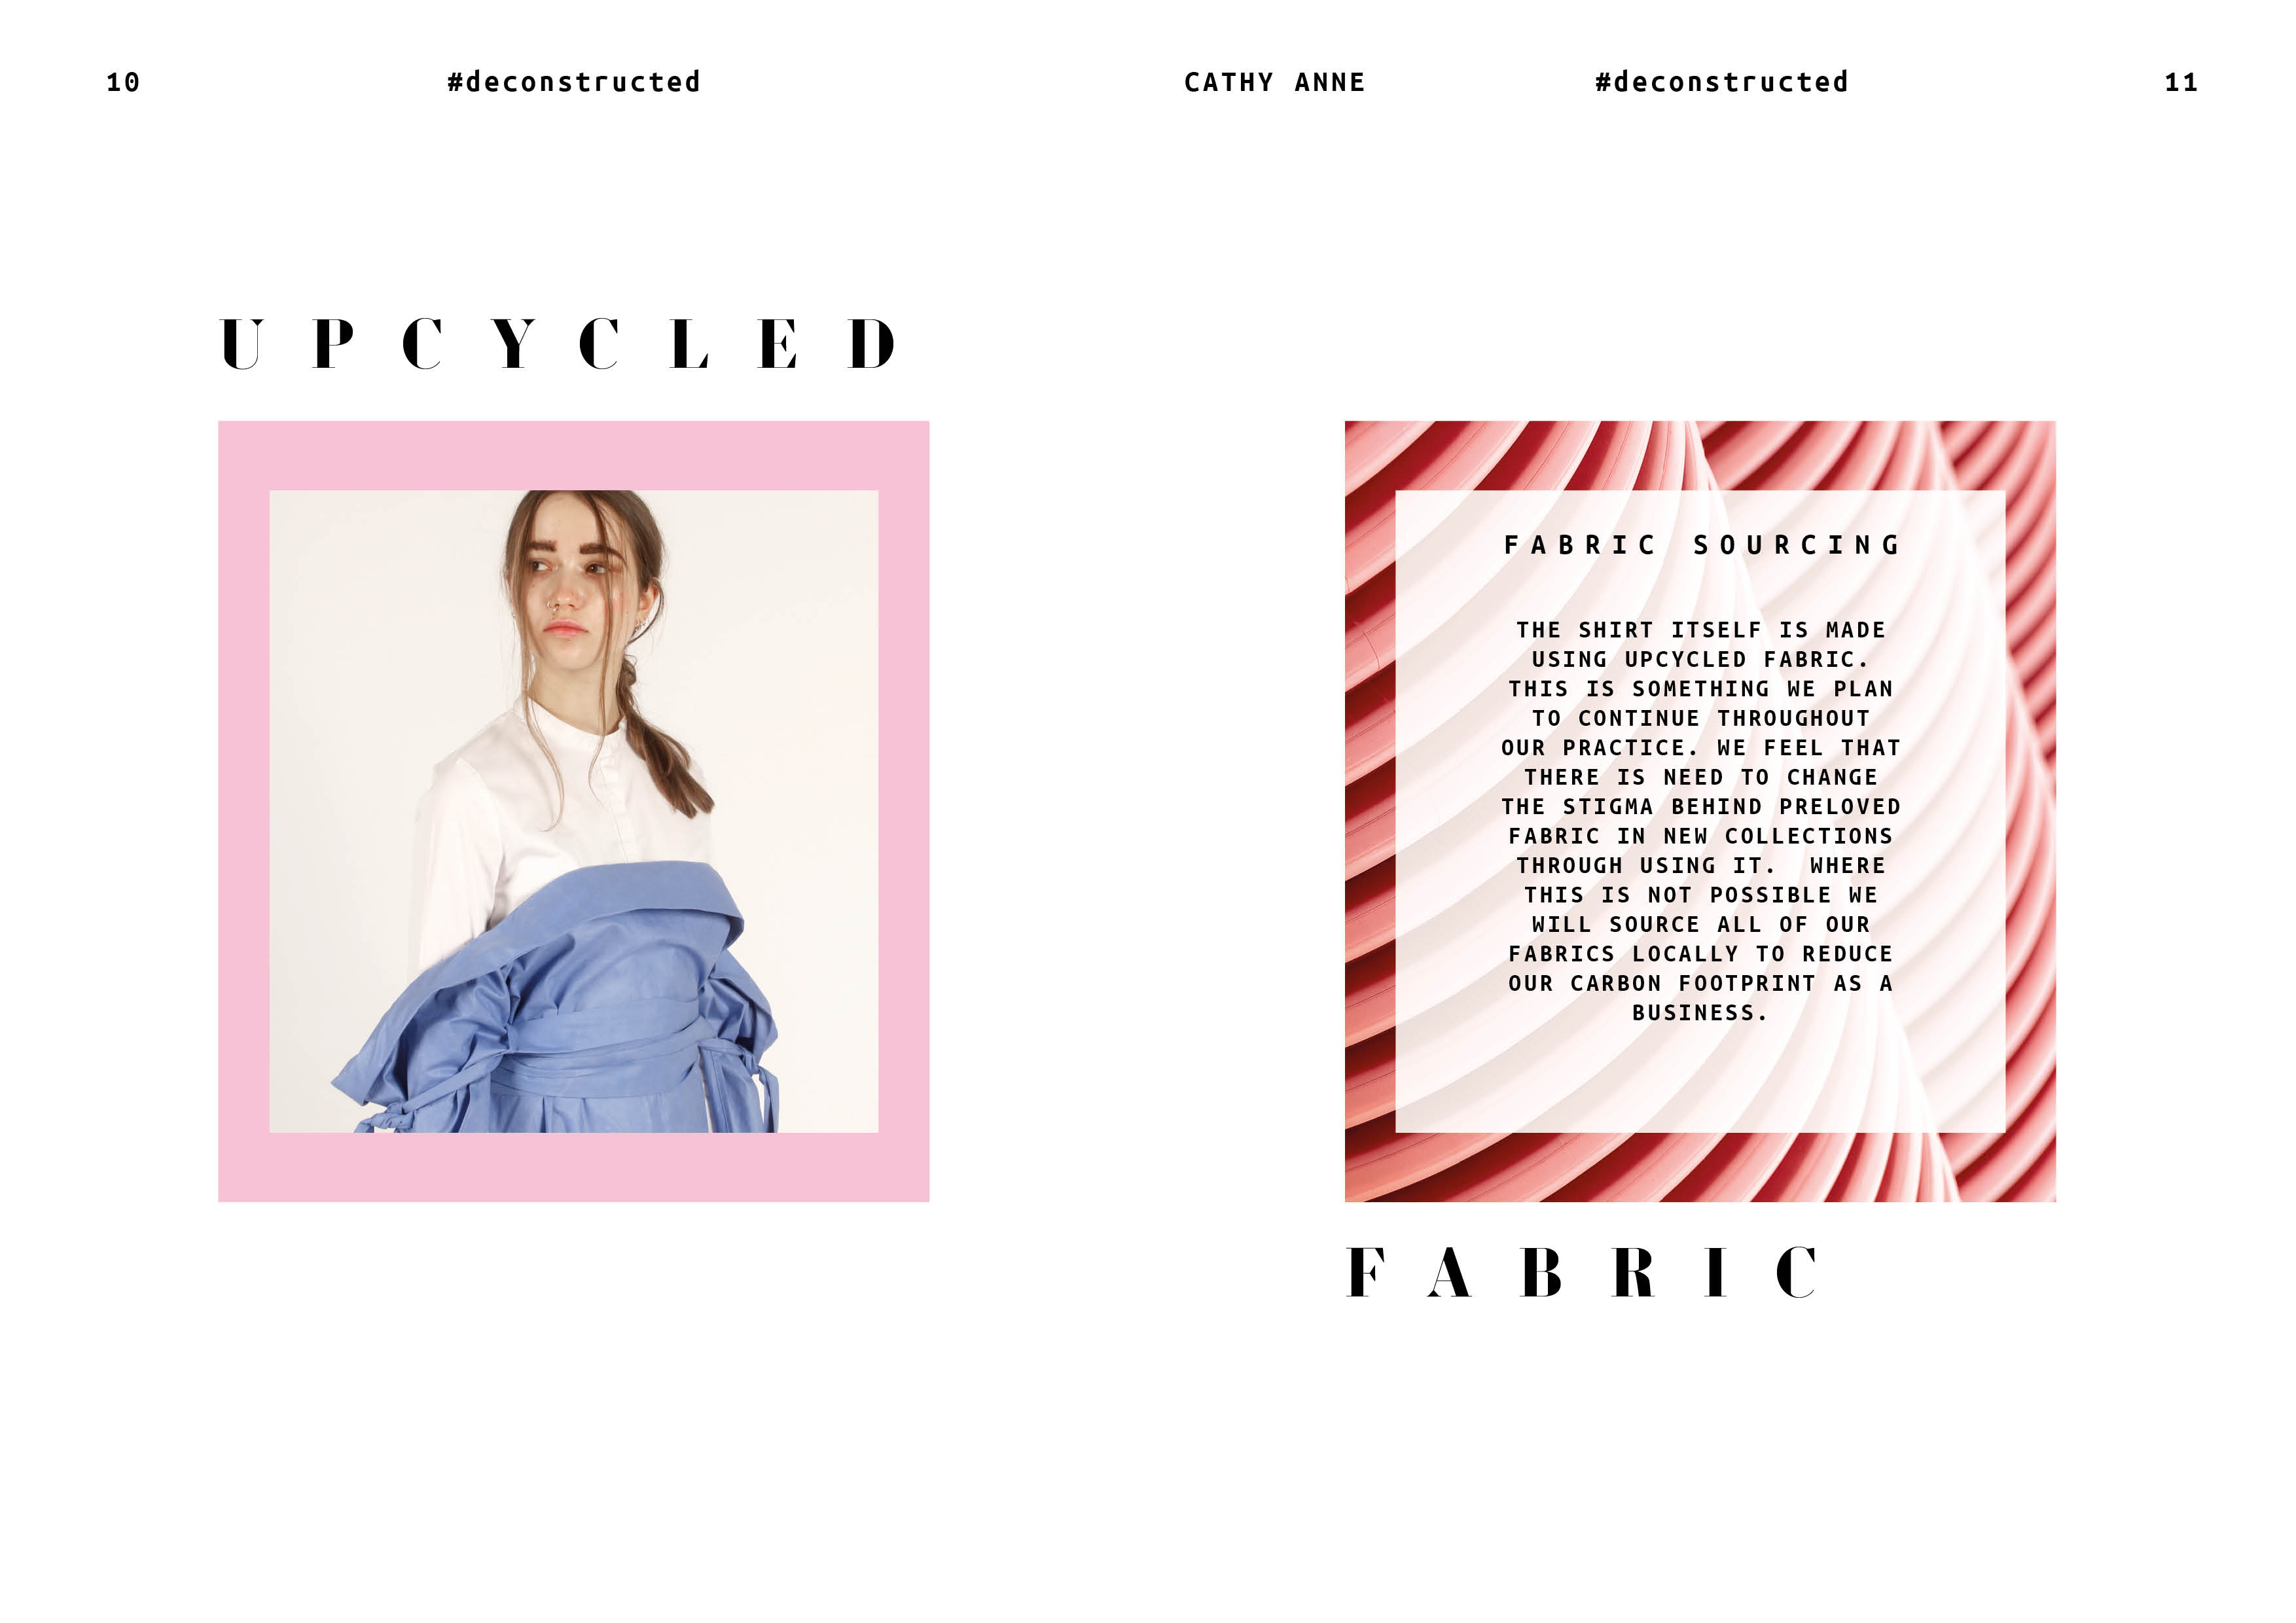 10 #deconstructed CATHY ANNE #deconstructed 11
UPCYCLED
FABRIC SOURCING
THE SHIRT ITSELF IS MADE
USING UPCYCLED FABRIC.
THIS IS SOMETHING WE PLAN
TO CONTINUE THROUGHOUT
OUR PRACTICE. WE FEEL THAT
THERE IS NEED TO CHANGE
THE STIGMA BEHIND PRELOVED
FABRIC IN NEW COLLECTIONS
THROUGH USING IT.  WHERE
THIS IS NOT POSSIBLE WE
WILL SOURCE ALL OF OUR
FABRICS LOCALLY TO REDUCE
OUR CARBON FOOTPRINT AS A
BUSINESS.
FABRIC